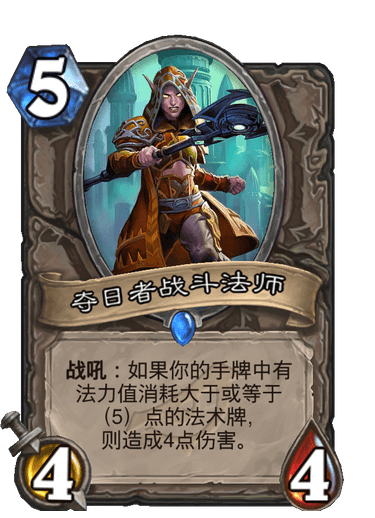 5
夺目者战斗法师
战吼：如果你的手牌中有
法力值消耗大于或等于
（5）点的法术牌，
则造成4点伤害。
4
4